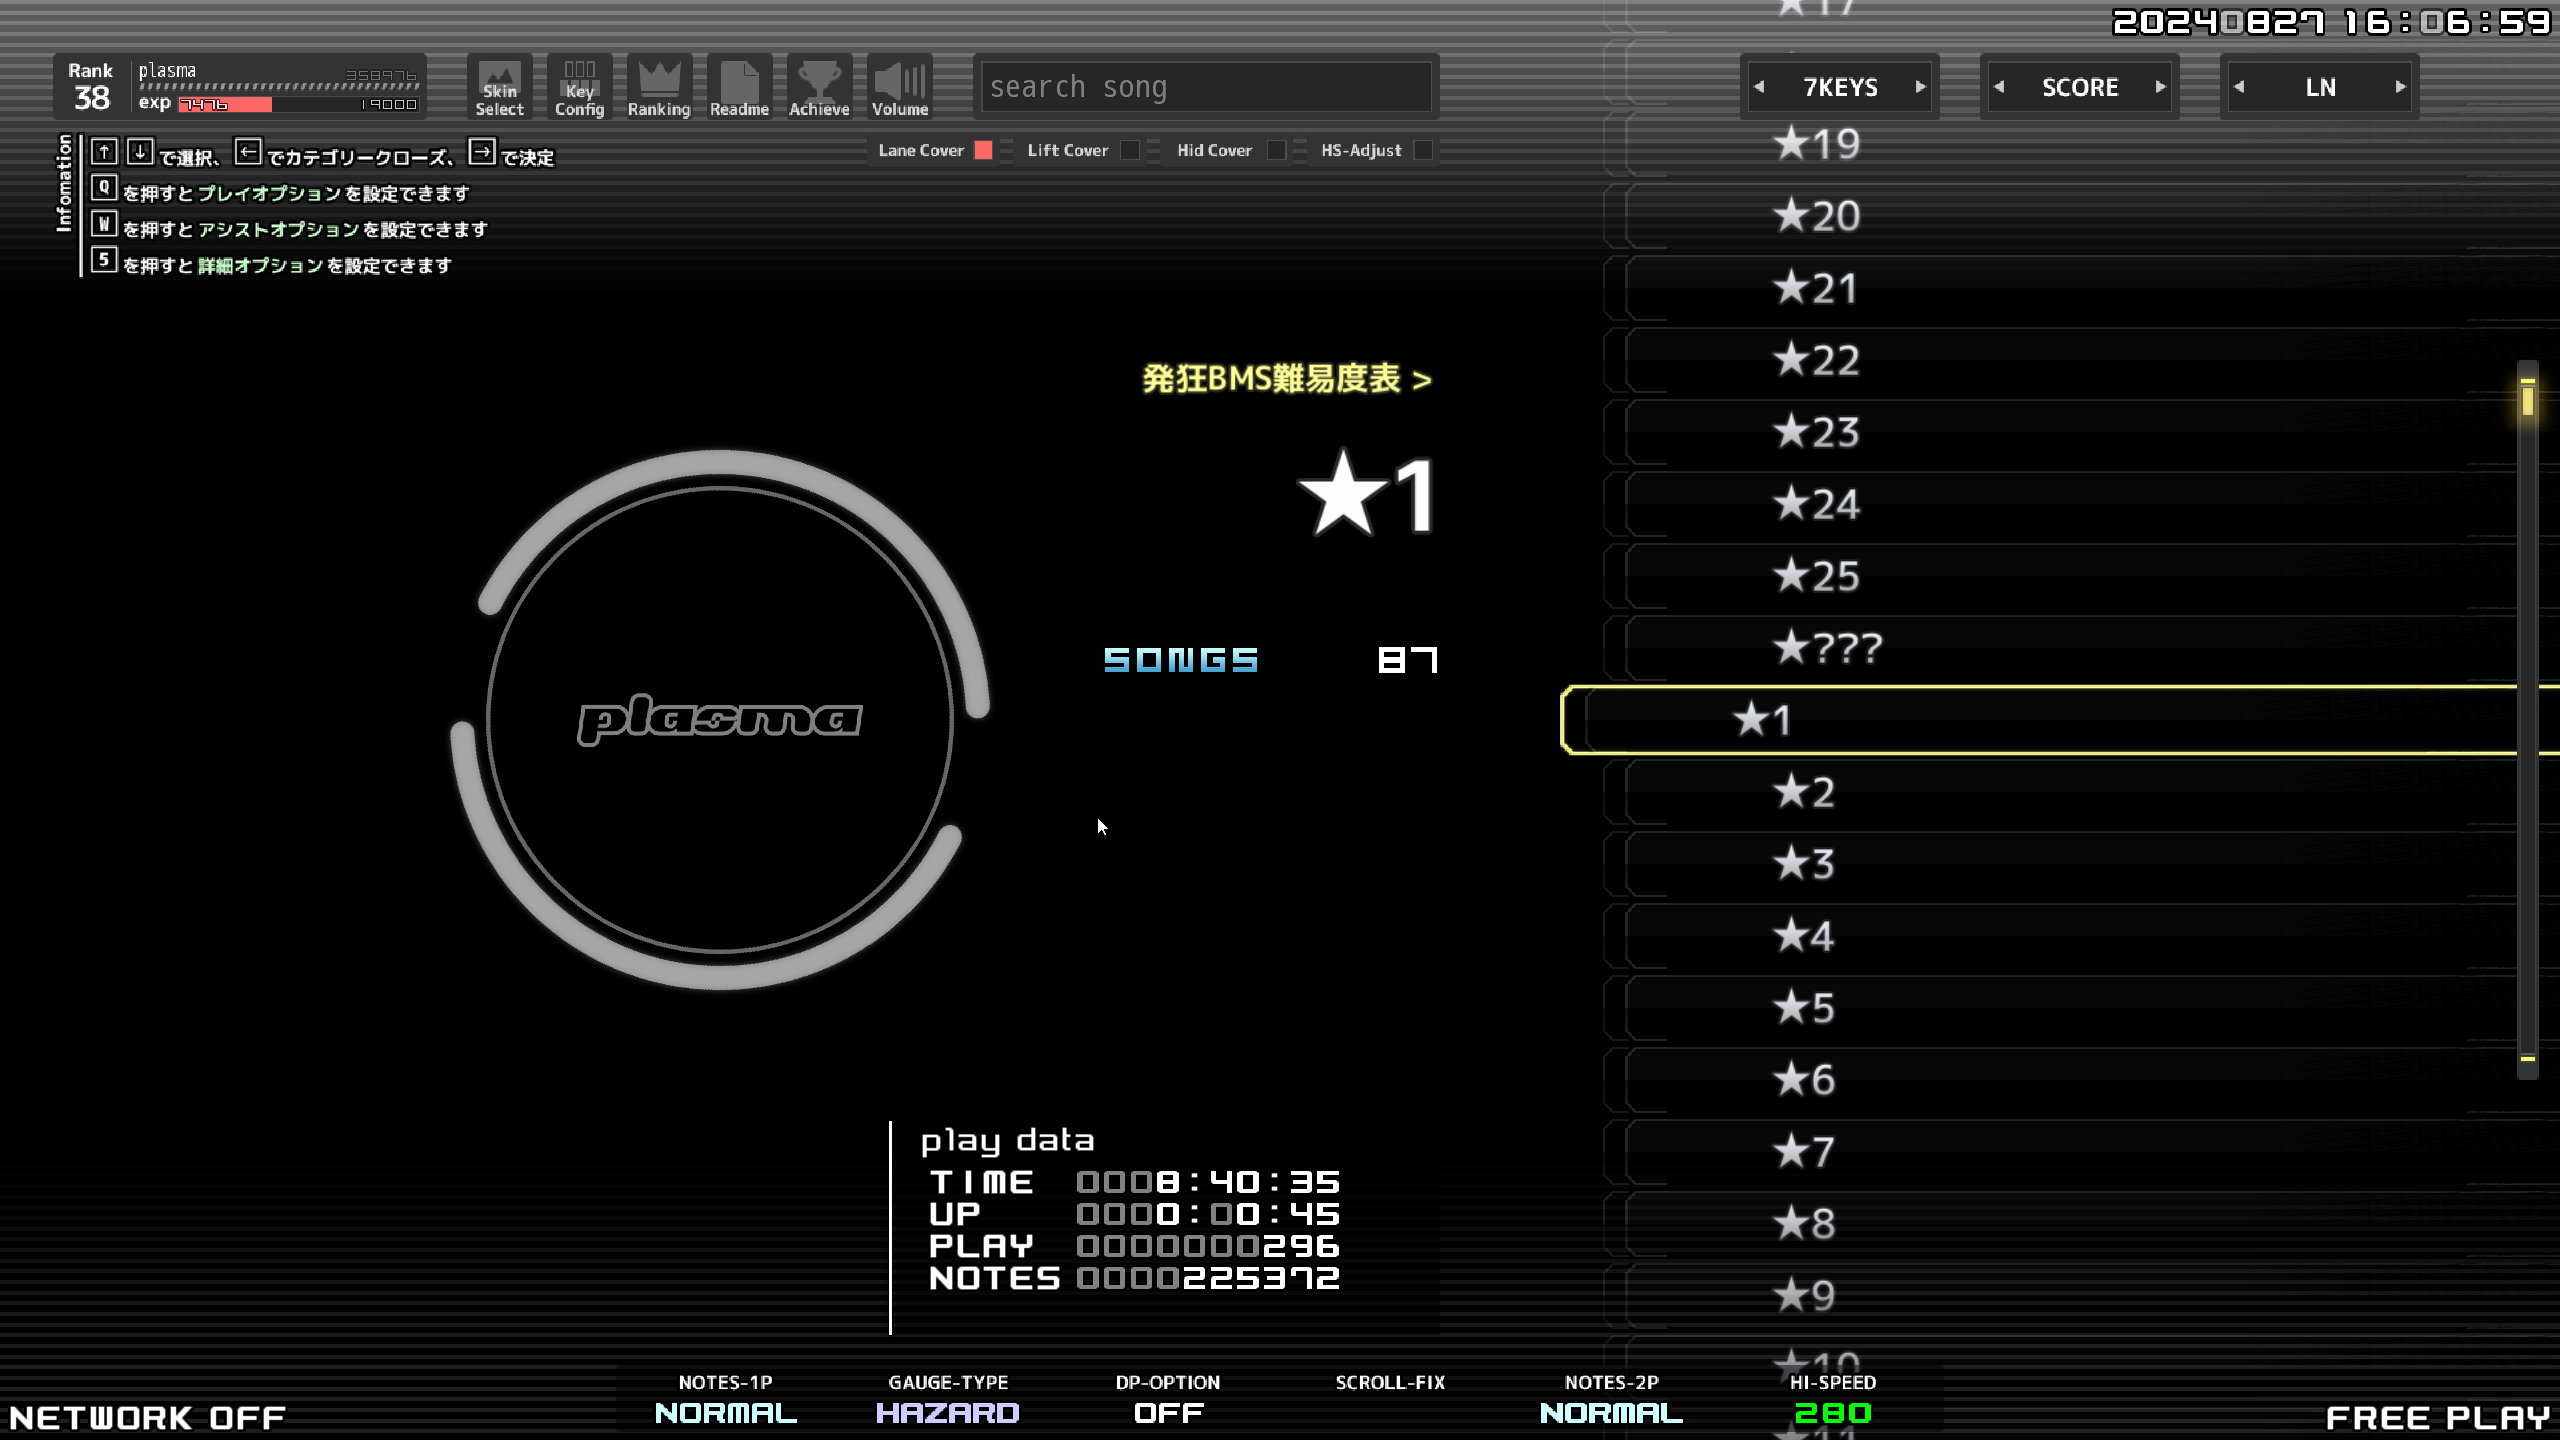 20240827 16:06:59
Rank
38
plasma
358976
exp 7476 19000
Skin Select
Key Config
Ranking
Readme
Achieve
Volume
search song
7KEYS
SCORE
LN
Lane Cover
Lift Cover
Hid Cover
HS-Adjust
Infomation
↑ ↓ で選択、 ← でカテゴリークローズ、 → で決定
Q を押すと プレイオプション を設定できます
W を押すと アシストオプション を設定できます
5 を押すと 詳細オプション を設定できます
発狂BMS難易度表 >
★1
SONGS 87
plasma
★17
★19
★20
★21
★22
★23
★24
★25
★???
★1
★2
★3
★4
★5
★6
★7
★8
★9
★10
★11
play data
TIME 0008:40:35
UP 0000:00:45
PLAY 0000000296
NOTES 0000225372
NOTES-1P
NORMAL
GAUGE-TYPE
HAZARD
DP-OPTION
OFF
SCROLL-FIX
NOTES-2P
NORMAL
HI-SPEED
280
NETWORK OFF
FREE PLAY